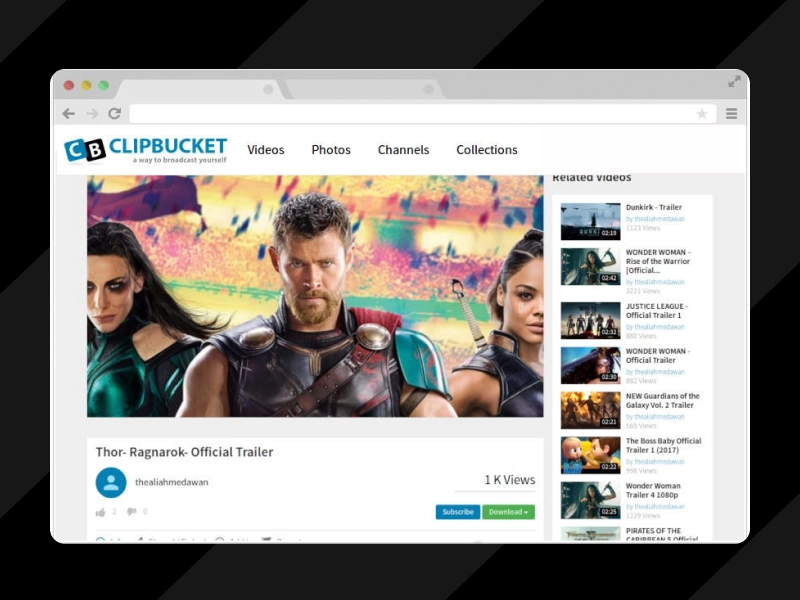 CB CLIPBUCKET
a way to broadcast yourself
Videos
Photos
Channels
Collections
Thor- Ragnarok- Official Trailer
thealiahmedawan
1 K Views
2
0
Subscribe
Download
Related Videos
02:19
Dunkirk - Trailer
by thealiahmedawan
1123 Views
02:42
WONDER WOMAN -
Rise of the Warrior
[Official...
by thealiahmedawan
3221 Views
02:32
JUSTICE LEAGUE -
Official Trailer 1
by thealiahmedawan
880 Views
02:30
WONDER WOMAN -
Official Trailer
by thealiahmedawan
882 Views
02:21
NEW Guardians of the
Galaxy Vol. 2 Trailer
by thealiahmedawan
569 Views
02:22
The Boss Baby Official
Trailer 1 (2017)
by thealiahmedawan
998 Views
02:25
Wonder Woman
Trailer 4 1080p
by thealiahmedawan
1229 Views
PIRATES OF THE
CARIBBEAN 5 Official